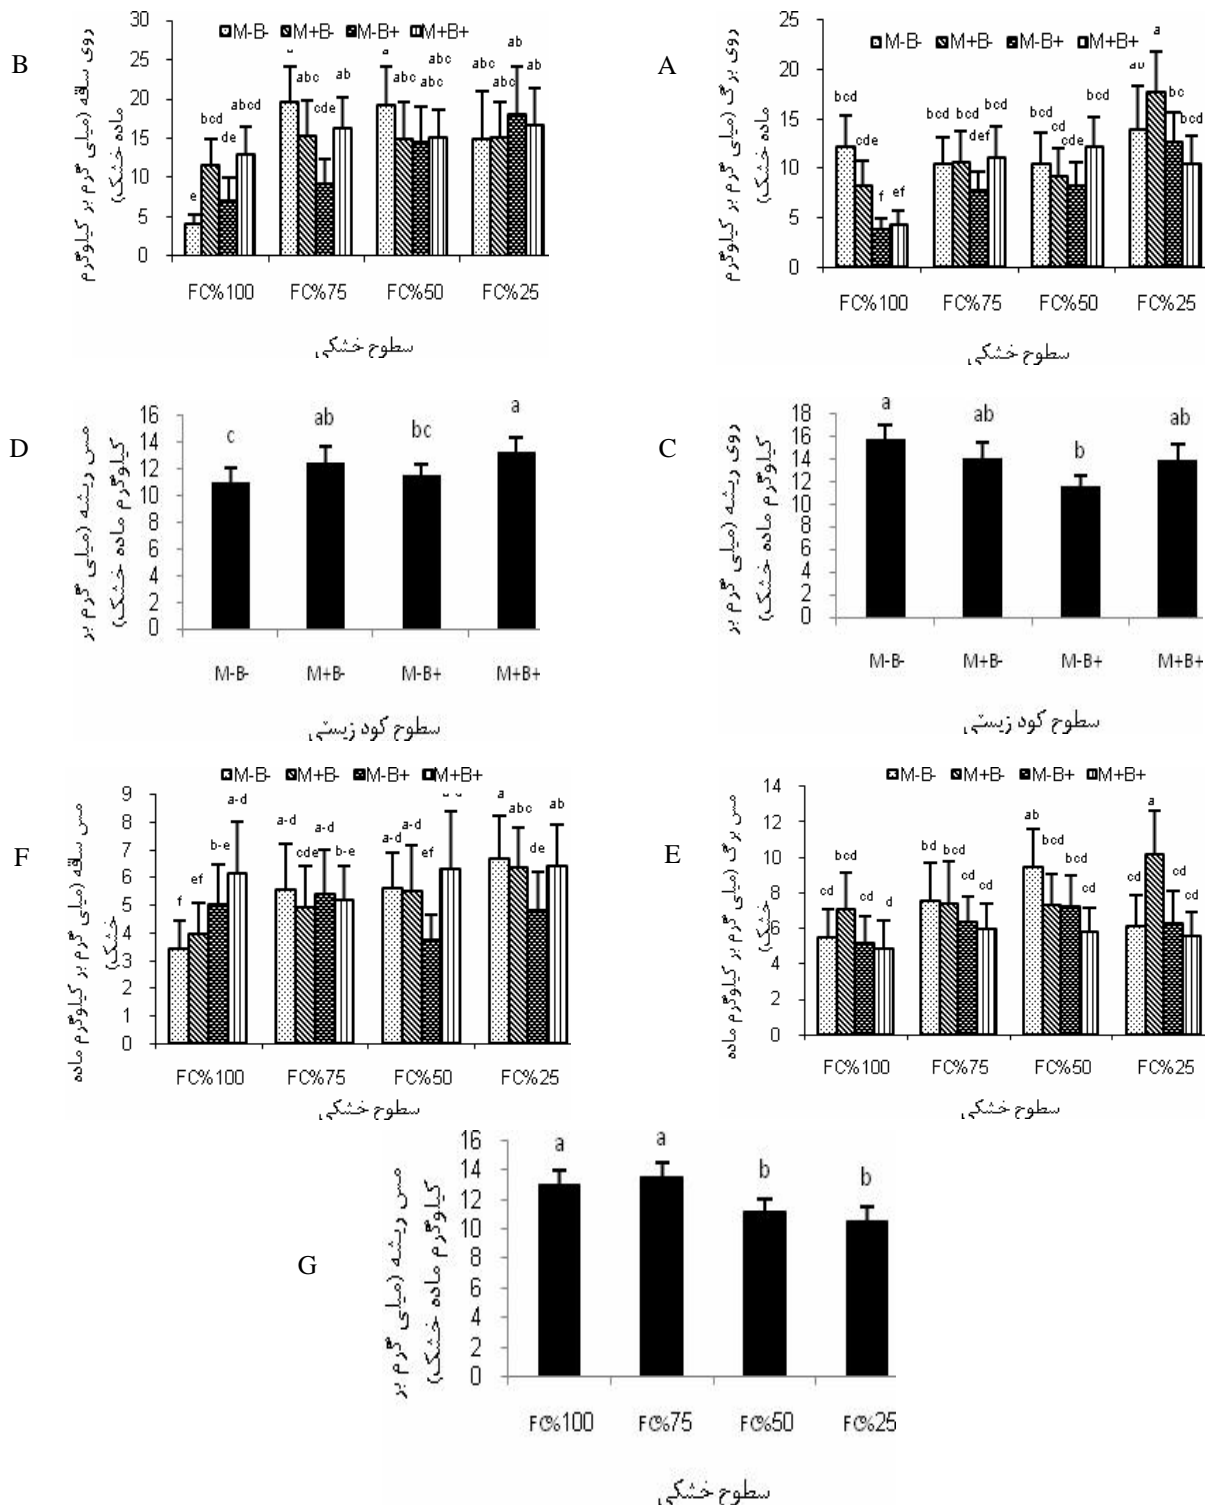 B
روی ساقه (میلی گرم بر کیلوگرم
ماده خشک)
M-B- M+B- M-B+ M+B+
30
25
20
15
10
5
0
e bcd de abcd
abc cde ab
a abc abc abc
abc ab ab
FC%100 FC%75 FC%50 FC%25
سطوح خشکی
A
روی برگ (میلی گرم بر کیلوگرم
ماده خشک)
M-B- M+B- M-B+ M+B+
25
20
15
10
5
0
bcd cde f ef
bcd bcd def bcd
bcd cd cde bcd
ab a bc bcd
FC%100 FC%75 FC%50 FC%25
سطوح خشکی
D
مس ریشه (میلی گرم بر
کیلوگرم ماده خشک)
16
14
12
10
8
6
4
2
0
c ab bc a
M-B- M+B- M-B+ M+B+
سطوح کود زیستی
C
روی ریشه (میلی گرم بر
کیلوگرم ماده خشک)
18
16
14
12
10
8
6
4
2
0
a ab b ab
M-B- M+B- M-B+ M+B+
سطوح کود زیستی
F
مس ساقه (میلی گرم بر کیلوگرم ماده
خشک)
M-B- M+B- M-B+ M+B+
9
8
7
6
5
4
3
2
1
0
f ef b-e a-d
a-d cde a-d b-e
a-d a-d ef
a abc de ab
FC%100 FC%75 FC%50 FC%25
سطوح خشکی
E
مس برگ (میلی گرم بر کیلوگرم ماده
خشک)
M-B- M+B- M-B+ M+B+
14
12
10
8
6
4
2
0
cd bcd cd d
bd bcd cd cd
ab bcd bcd cd
cd a cd cd
FC%100 FC%75 FC%50 FC%25
سطوح خشکی
G
مس ریشه (میلی گرم بر
کیلوگرم ماده خشک)
16
14
12
10
8
6
4
2
0
a a b b
FC%100 FC%75 FC%50 FC%25
سطوح خشکی